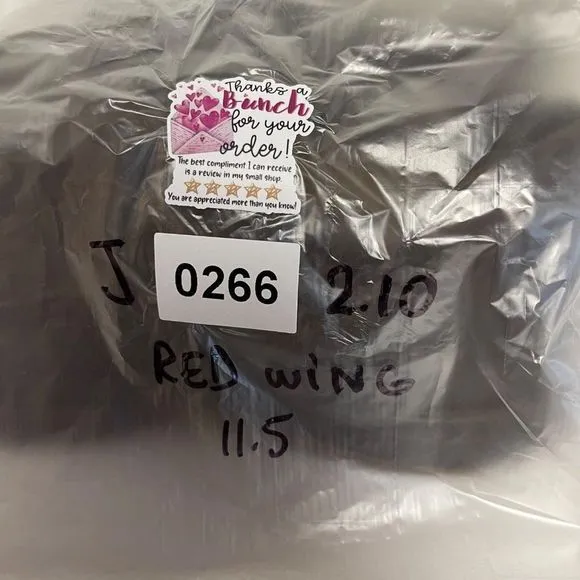 Thanks a
Bunch
for your
order!
The best compliment I can receive
is a review in my small shop.
You are appreciated more than you know!
J 0266 2.10
RED WING
11.5